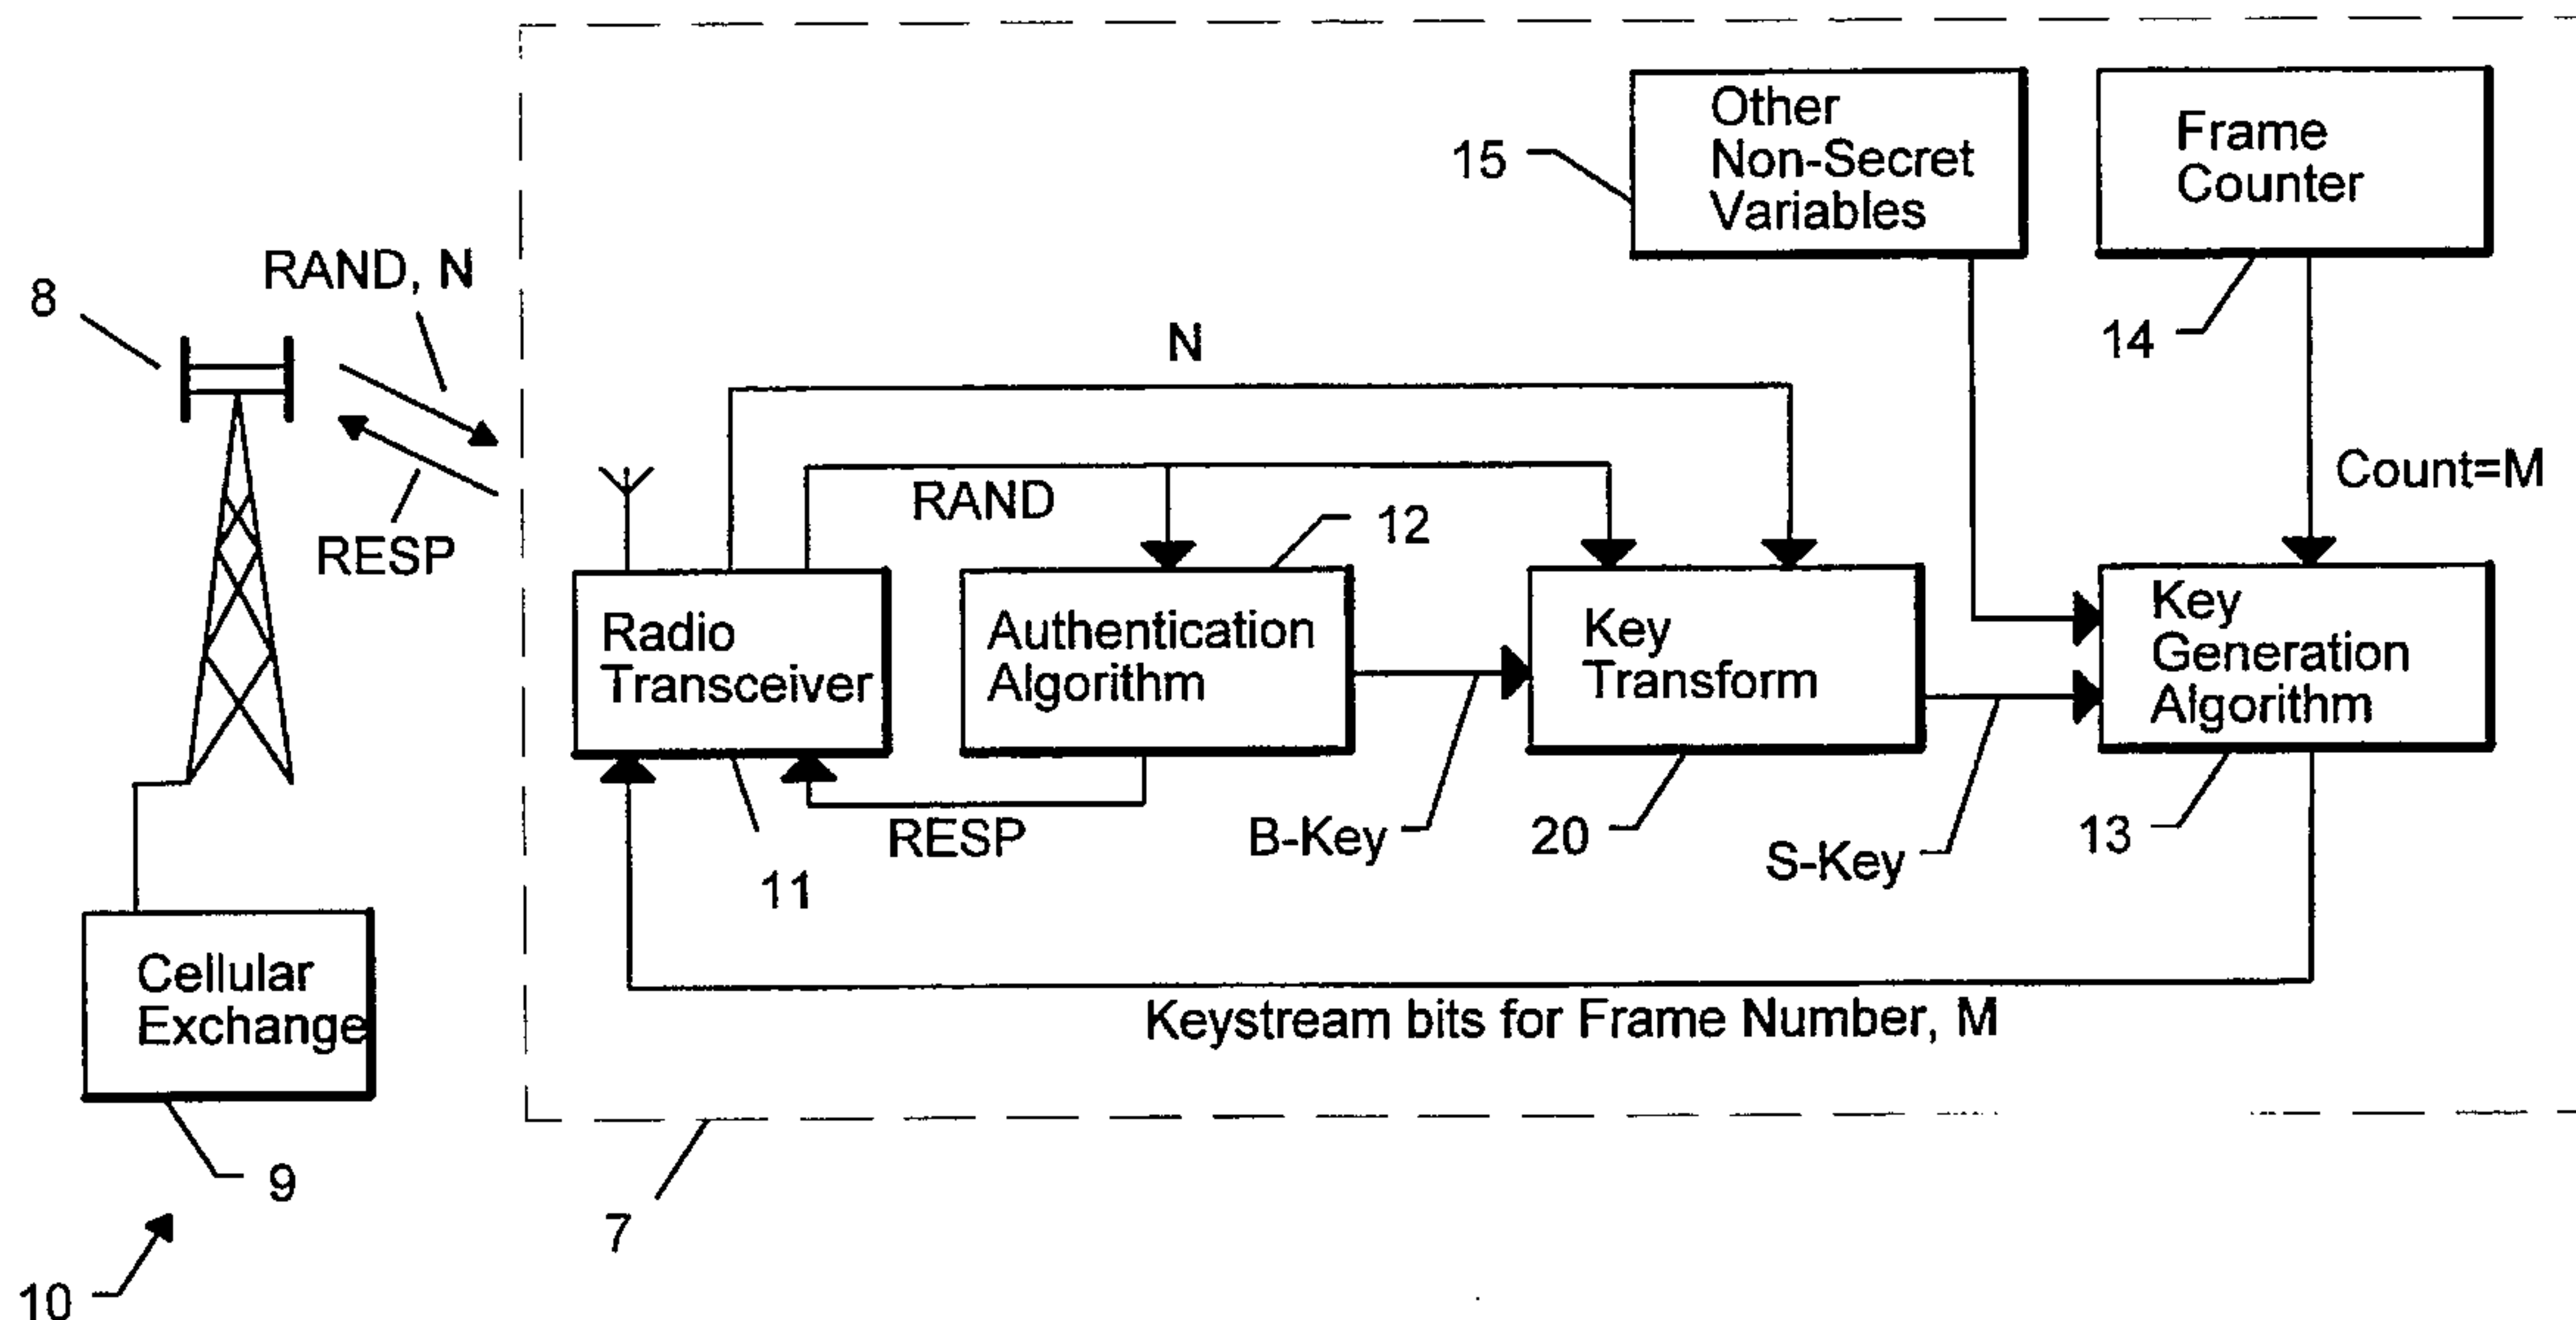 Other
Non-Secret
Variables
15
Frame
Counter
14
8
RAND, N
RESP
N
RAND
12
Count=M
Radio
Transceiver
Authentication
Algorithm
Key
Transform
Key
Generation
Algorithm
RESP
11
B-Key
20
S-Key
13
Cellular
Exchange
Keystream bits for Frame Number, M
9
7
10